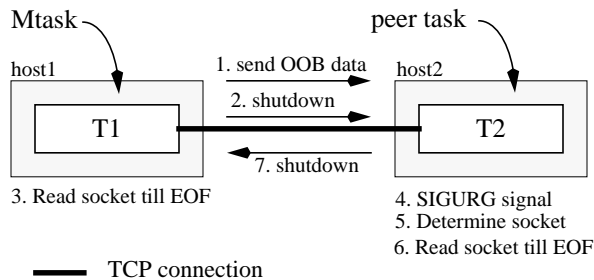 Mtask
peer task
host1
1. send OOB data
host2
2. shutdown
T1
T2
7. shutdown
3. Read socket till EOF
4. SIGURG signal
5. Determine socket
6. Read socket till EOF
TCP connection